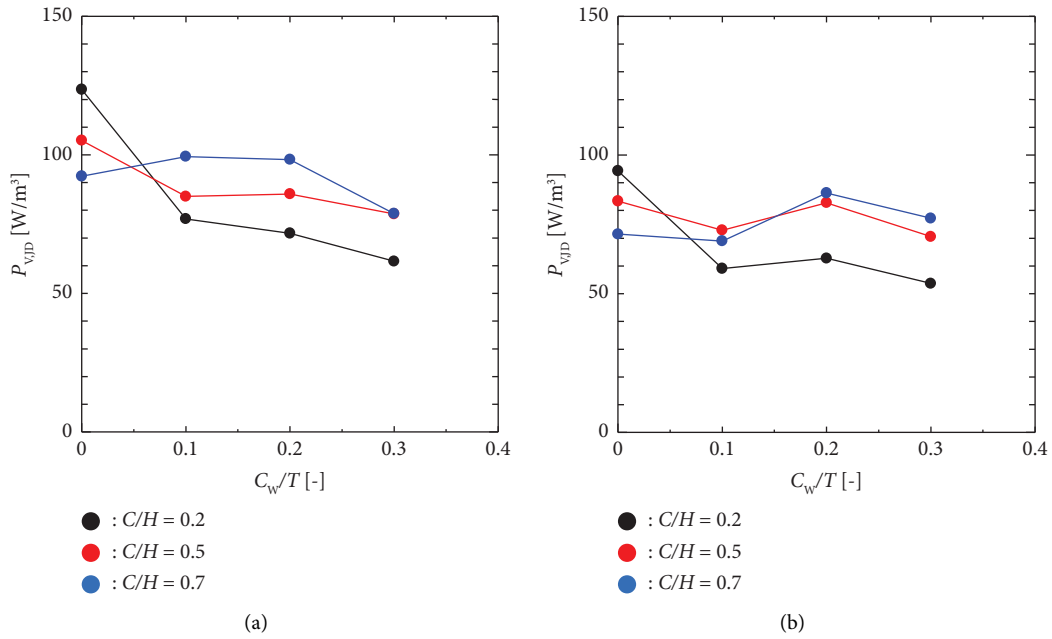 150
100
50
0
P_V,JD [W/m³]
0 0.1 0.2 0.3 0.4
C_W/T [-]
: C/H = 0.2
: C/H = 0.5
: C/H = 0.7
(a)
150
100
50
0
P_V,JD [W/m³]
0 0.1 0.2 0.3 0.4
C_W/T [-]
: C/H = 0.2
: C/H = 0.5
: C/H = 0.7
(b)